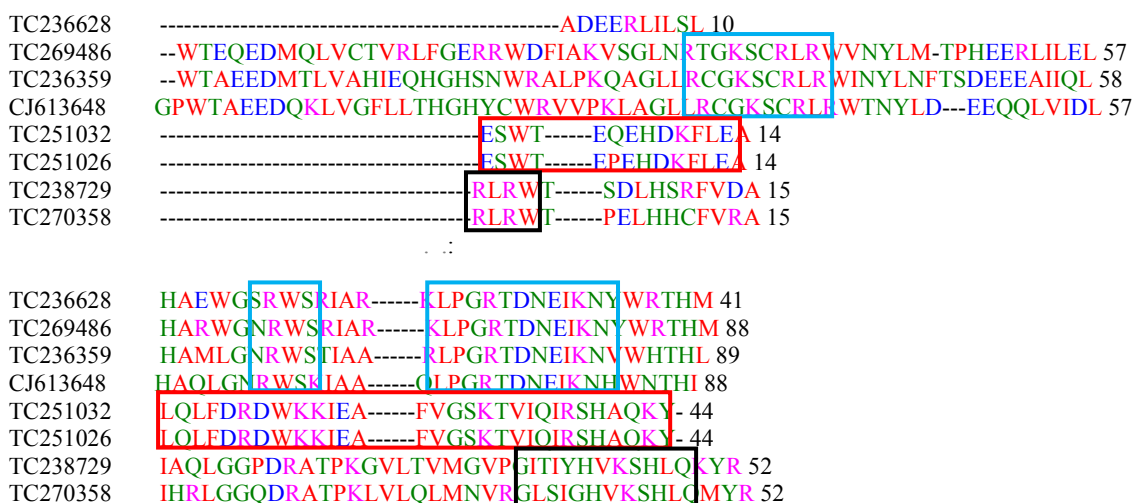 TC236628 -----------------------------------------------ADEERLILSL 10
TC269486 --WTEQEDMQLVCTVRLFGERRWDFIAKVSGLNRTGKSCRLRWVNYLM-TPHEERLILEL 57
TC236359 --WTAEEDMTLVAHIEQHGHSNWRALPKQAGLLRCGKSCRLRWINYLNFTSDEEEAIIQL 58
CJ613648 GPWTAEEDQKLVGFLLTHGHYCWRVVPKLAGLLRCGKSCRLRWTNYLD---EEQQLVIDL 57
TC251032 --------------------------------------ESWT------EQEHDKFLEA 14
TC251026 --------------------------------------ESWT------EPEHDKFLEA 14
TC238729 -------------------------------------RLRWT------SDLHSRFVDA 15
TC270358 -------------------------------------RLRWT------PELHHCFVRA 15
. .:
TC236628 HAEWGSRWSRIAR------KLPGRTDNEIKNYWRTHM 41
TC269486 HARWGNRWSRIAR------KLPGRTDNEIKNYWRTHM 88
TC236359 HAMLGNRWSTIAA------RLPGRTDNEIKNVWHTHL 89
CJ613648 HAQLGNRWSKIAA------QLPGRTDNEIKNHWNTHI 88
TC251032 LQLFDRDWKKIEA------FVGSKTVIQIRSHAQKY- 44
TC251026 LQLFDRDWKKIEA------FVGSKTVIQIRSHAQKY- 44
TC238729 IAQLGGPDRATPKGVLTVMGVPGITIYHVKSHLQKYR 52
TC270358 IHRLGGQDRATPKLVLQLMNVRGLSIGHVKSHLQMYR 52